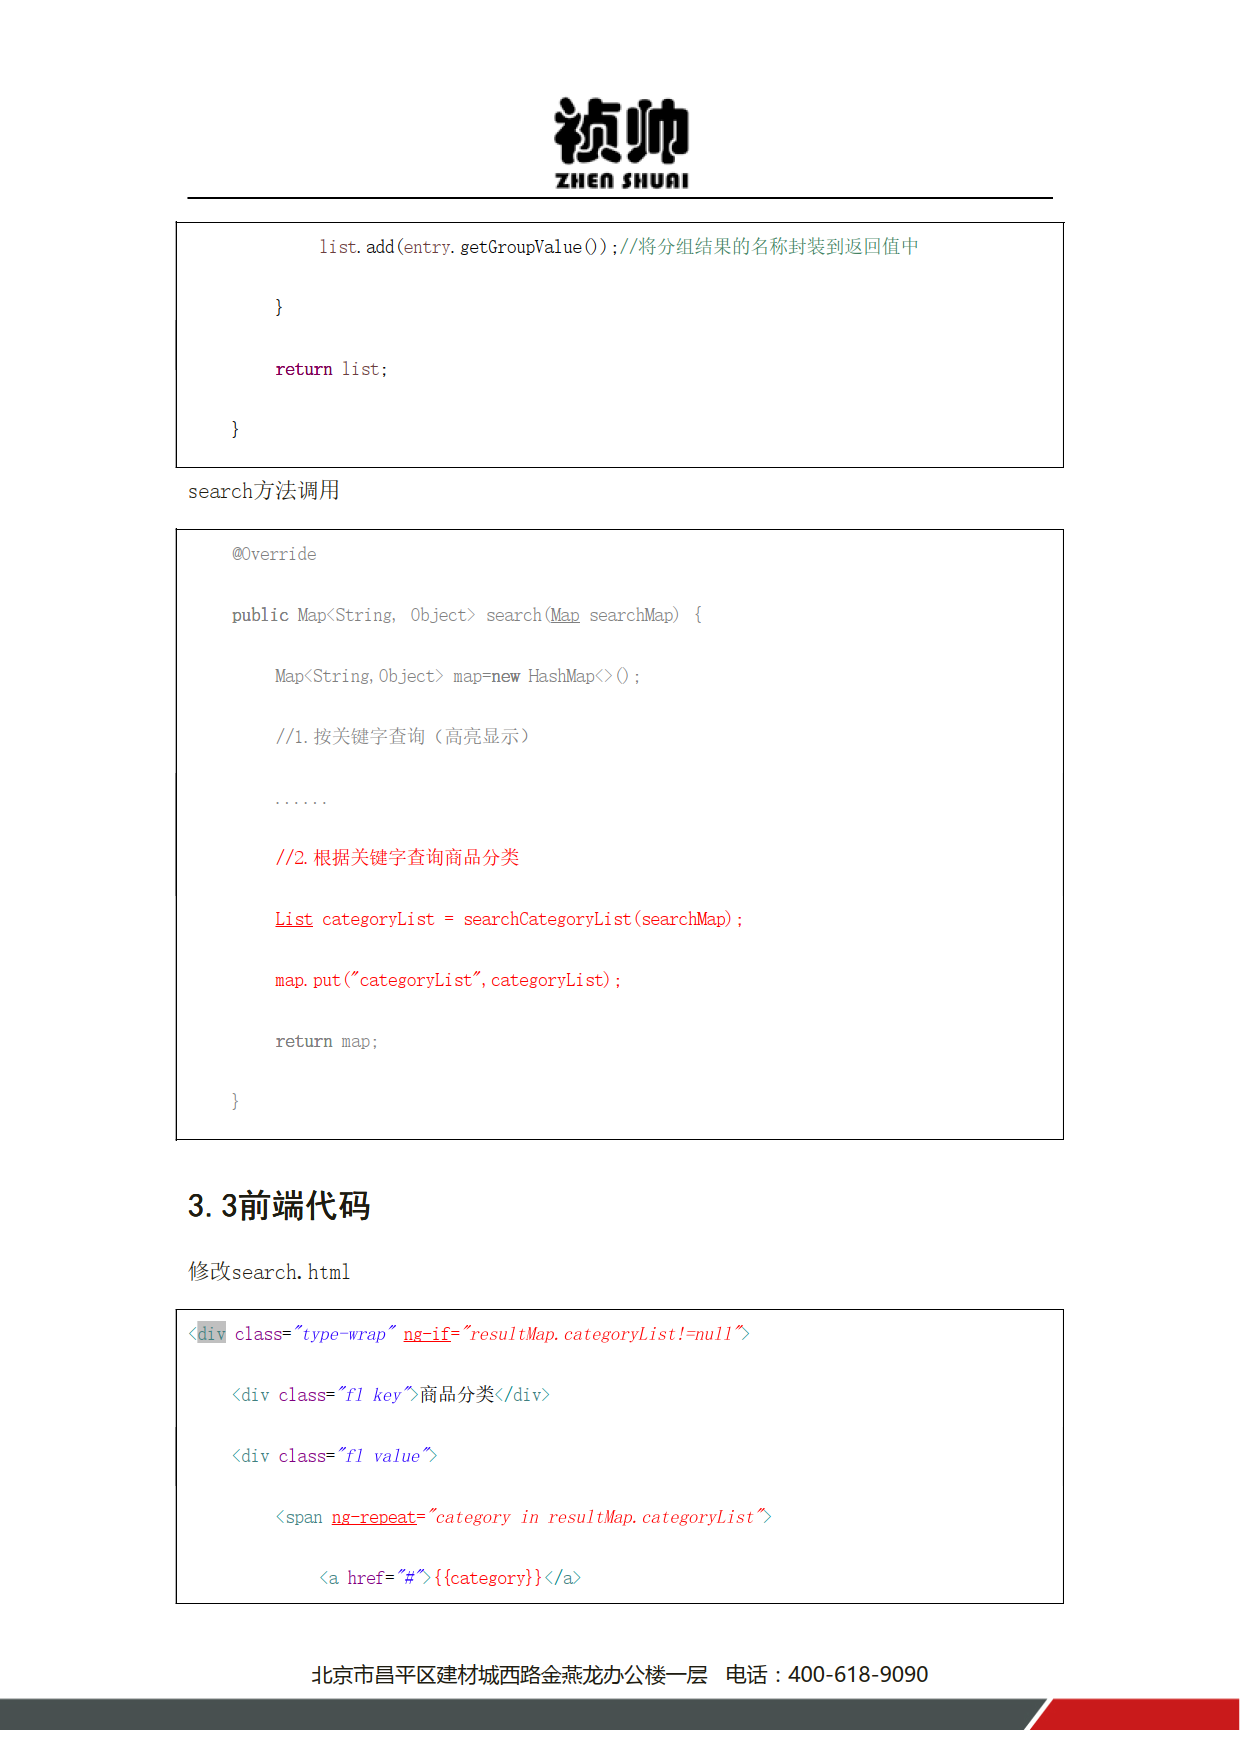 祯帅
ZHEN SHUAI
list.add(entry.getGroupValue());//将分组结果的名称封装到返回值中
}
return list;
}
search方法调用
@Override
public Map<String, Object> search(Map searchMap) {
Map<String,Object> map=new HashMap<>();
//1.按关键字查询（高亮显示）
......
//2.根据关键字查询商品分类
List categoryList = searchCategoryList(searchMap);
map.put("categoryList",categoryList);
return map;
}
3.3前端代码
修改search.html
<div class="type-wrap" ng-if="resultMap.categoryList!=null">
<div class="fl key">商品分类</div>
<div class="fl value">
<span ng-repeat="category in resultMap.categoryList">
<a href="#">{{category}}</a>
北京市昌平区建材城西路金燕龙办公楼一层 电话：400-618-9090